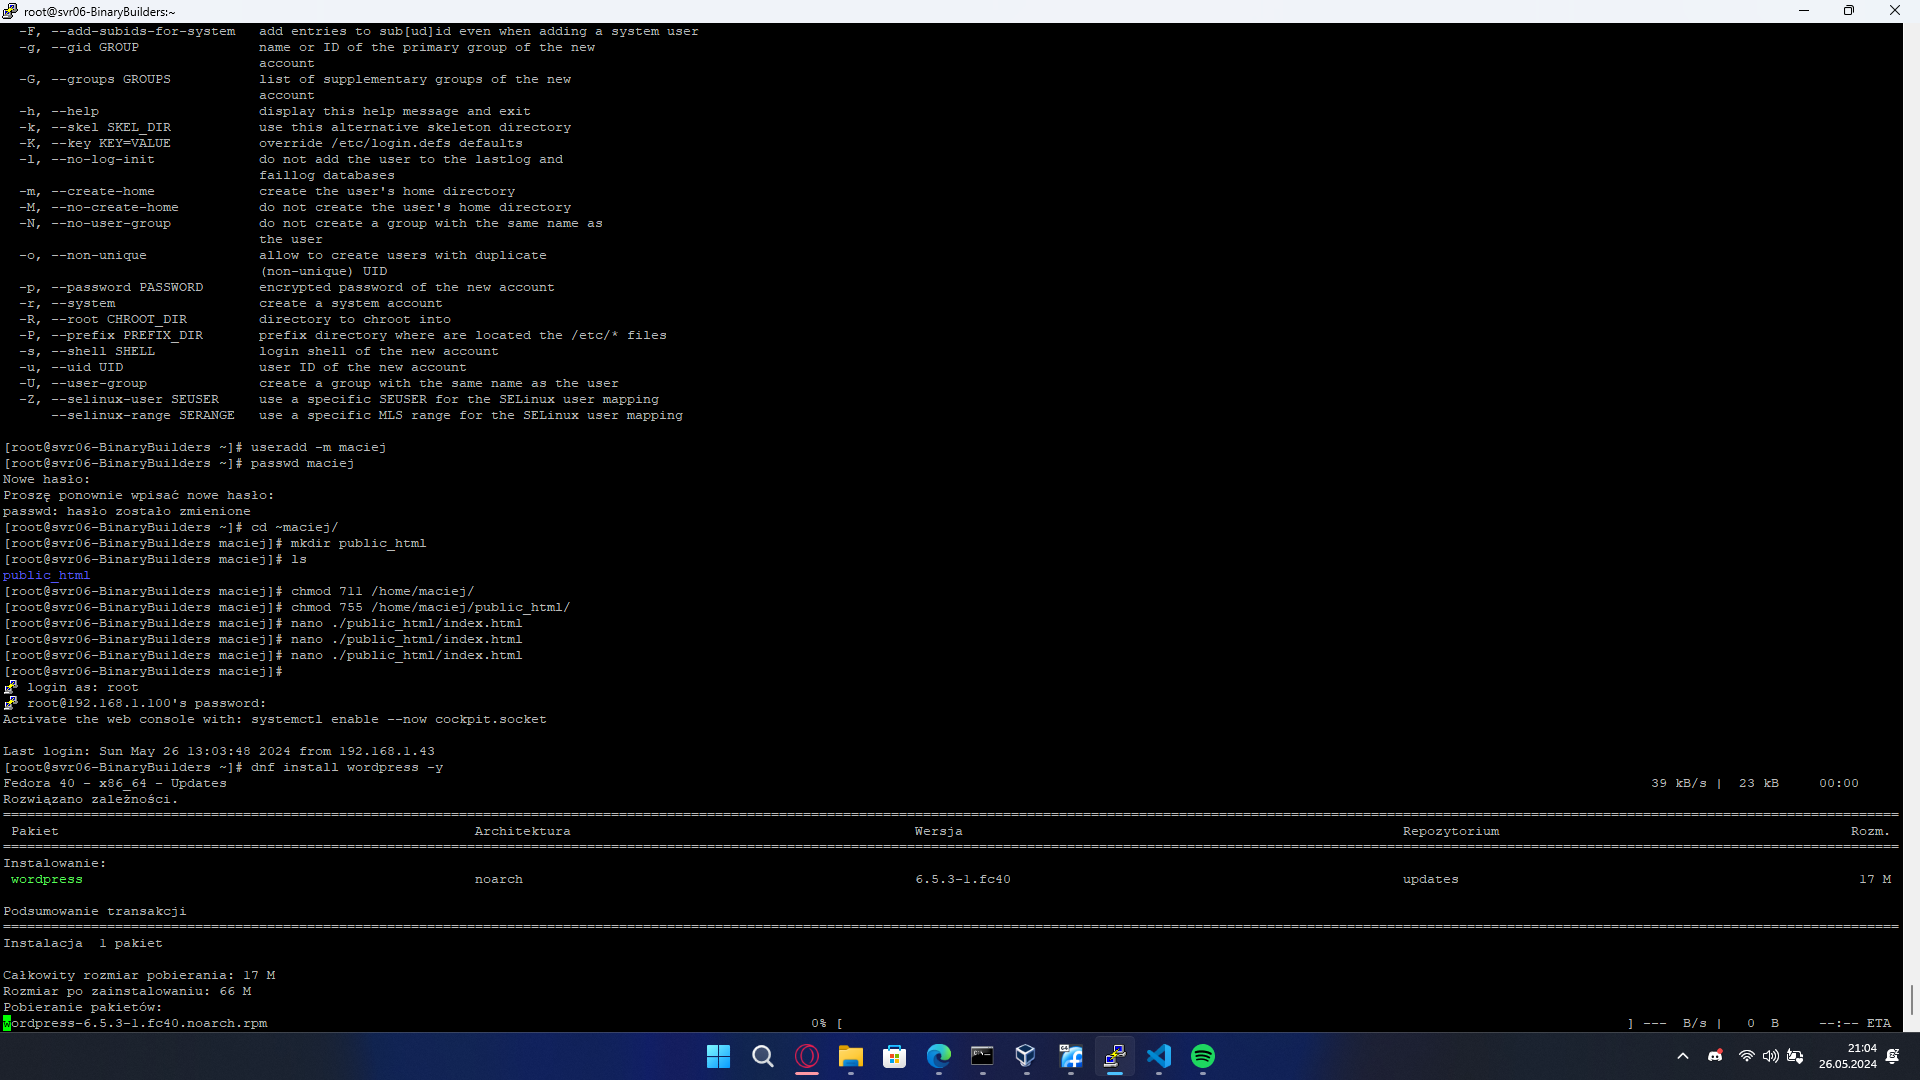 root@svr06-BinaryBuilders:~
-F, --add-subids-for-system   add entries to sub[ud]id even when adding a system user
-g, --gid GROUP               name or ID of the primary group of the new
account
-G, --groups GROUPS           list of supplementary groups of the new
account
-h, --help                    display this help message and exit
-k, --skel SKEL_DIR           use this alternative skeleton directory
-K, --key KEY=VALUE           override /etc/login.defs defaults
-l, --no-log-init             do not add the user to the lastlog and
faillog databases
-m, --create-home             create the user's home directory
-M, --no-create-home          do not create the user's home directory
-N, --no-user-group           do not create a group with the same name as
the user
-o, --non-unique              allow to create users with duplicate
(non-unique) UID
-p, --password PASSWORD       encrypted password of the new account
-r, --system                  create a system account
-R, --root CHROOT_DIR         directory to chroot into
-P, --prefix PREFIX_DIR       prefix directory where are located the /etc/* files
-s, --shell SHELL             login shell of the new account
-u, --uid UID                 user ID of the new account
-U, --user-group              create a group with the same name as the user
-Z, --selinux-user SEUSER     use a specific SEUSER for the SELinux user mapping
--selinux-range SERANGE   use a specific MLS range for the SELinux user mapping
[root@svr06-BinaryBuilders ~]# useradd -m maciej
[root@svr06-BinaryBuilders ~]# passwd maciej
Nowe hasło:
Proszę ponownie wpisać nowe hasło:
passwd: hasło zostało zmienione
[root@svr06-BinaryBuilders ~]# cd ~maciej/
[root@svr06-BinaryBuilders maciej]# mkdir public_html
[root@svr06-BinaryBuilders maciej]# ls
public_html
[root@svr06-BinaryBuilders maciej]# chmod 711 /home/maciej/
[root@svr06-BinaryBuilders maciej]# chmod 755 /home/maciej/public_html/
[root@svr06-BinaryBuilders maciej]# nano ./public_html/index.html
[root@svr06-BinaryBuilders maciej]# nano ./public_html/index.html
[root@svr06-BinaryBuilders maciej]# nano ./public_html/index.html
[root@svr06-BinaryBuilders maciej]#
login as: root
root@192.168.1.100's password:
Activate the web console with: systemctl enable --now cockpit.socket
Last login: Sun May 26 13:03:48 2024 from 192.168.1.43
[root@svr06-BinaryBuilders ~]# dnf install wordpress -y
Fedora 40 - x86_64 - Updates   39 kB/s |  23 kB     00:00
Rozwiązano zależności.
Pakiet   Architektura   Wersja   Repozytorium   Rozm.
Instalowanie:
wordpress   noarch   6.5.3-1.fc40   updates   17 M
Podsumowanie transakcji
Instalacja  1 pakiet
Całkowity rozmiar pobierania: 17 M
Rozmiar po zainstalowaniu: 66 M
Pobieranie pakietów:
wordpress-6.5.3-1.fc40.noarch.rpm   0% [   ] ---  B/s |   0  B     --:-- ETA
21:04
26.05.2024